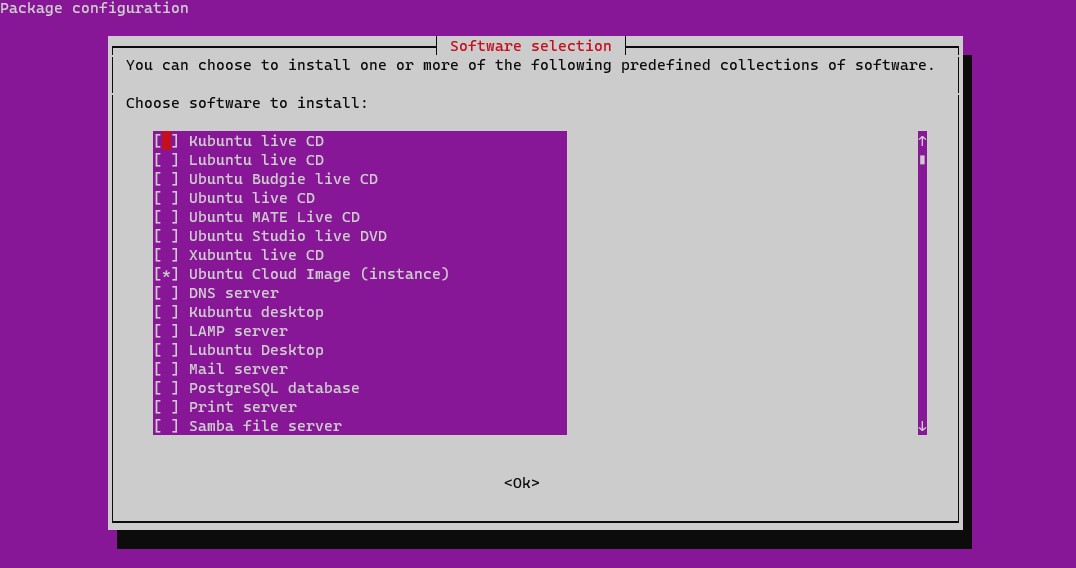 Package configuration
Software selection
You can choose to install one or more of the following predefined collections of software.
Choose software to install:
[ ] Kubuntu live CD
[ ] Lubuntu live CD
[ ] Ubuntu Budgie live CD
[ ] Ubuntu live CD
[ ] Ubuntu MATE Live CD
[ ] Ubuntu Studio live DVD
[ ] Xubuntu live CD
[*] Ubuntu Cloud Image (instance)
[ ] DNS server
[ ] Kubuntu desktop
[ ] LAMP server
[ ] Lubuntu Desktop
[ ] Mail server
[ ] PostgreSQL database
[ ] Print server
[ ] Samba file server
<Ok>